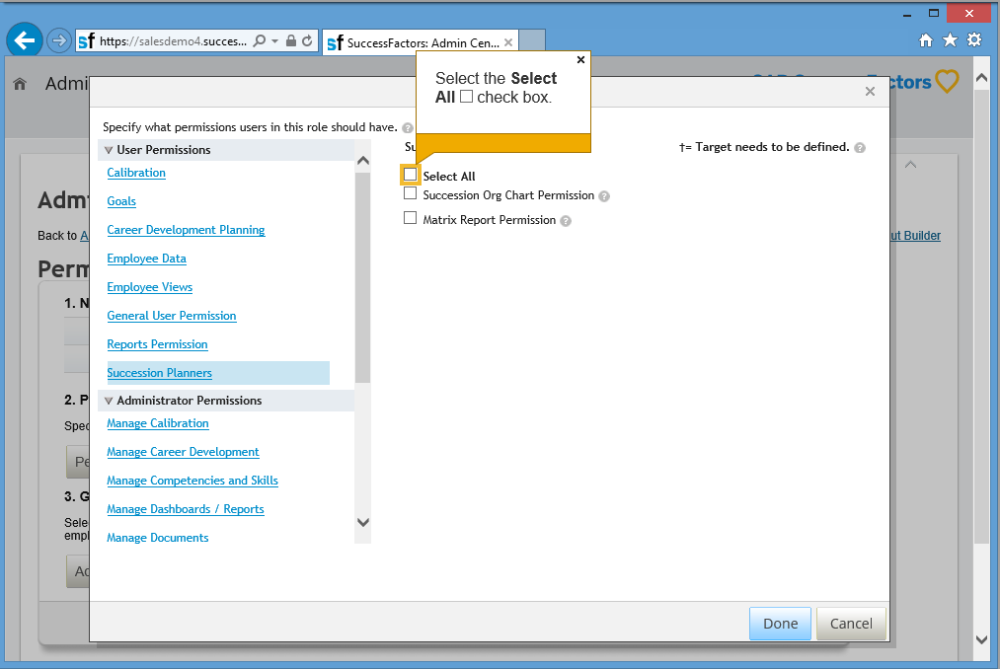 https://salesdemo4.succes...
SuccessFactors: Admin Cen...
Admi
Factors
Select the Select
All check box.
Specify what permissions users in this role should have.
User Permissions
Calibration
Goals
Career Development Planning
Employee Data
Employee Views
General User Permission
Reports Permission
Succession Planners
Administrator Permissions
Manage Calibration
Manage Career Development
Manage Competencies and Skills
Manage Dashboards / Reports
Manage Documents
Su
†= Target needs to be defined.
Select All
Succession Org Chart Permission
Matrix Report Permission
Adm
Back to A
ut Builder
Perm
1. N
2. P
Spec
Pe
3. G
Sele
empl
Ad
Done
Cancel